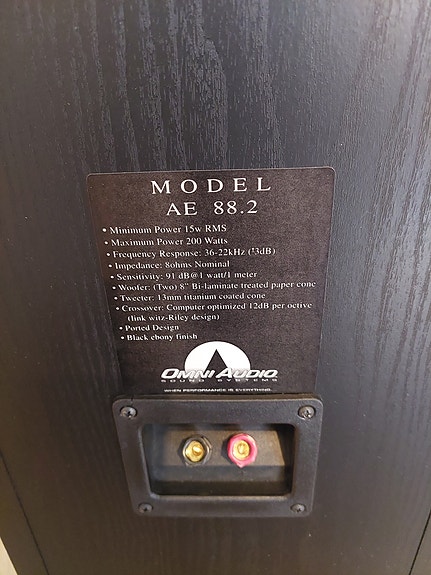 MODEL
AE 88.2
• Minimum Power 15w RMS
• Maximum Power 200 Watts
• Frequency Response: 36-22kHz (±3dB)
• Impedance: 8ohms Nominal
• Sensitivity: 91 dB@1 watt/1 meter
• Woofer: (Two) 8" Bi-laminate treated paper cone
• Tweeter: 13mm titanium coated cone
• Crossover: Computer optimized 12dB per octive
(link witz-Riley design)
• Ported Design
• Black ebony finish
OMNI AUDIO
SOUND SYSTEMS
WHEN PERFORMANCE IS EVERYTHING.